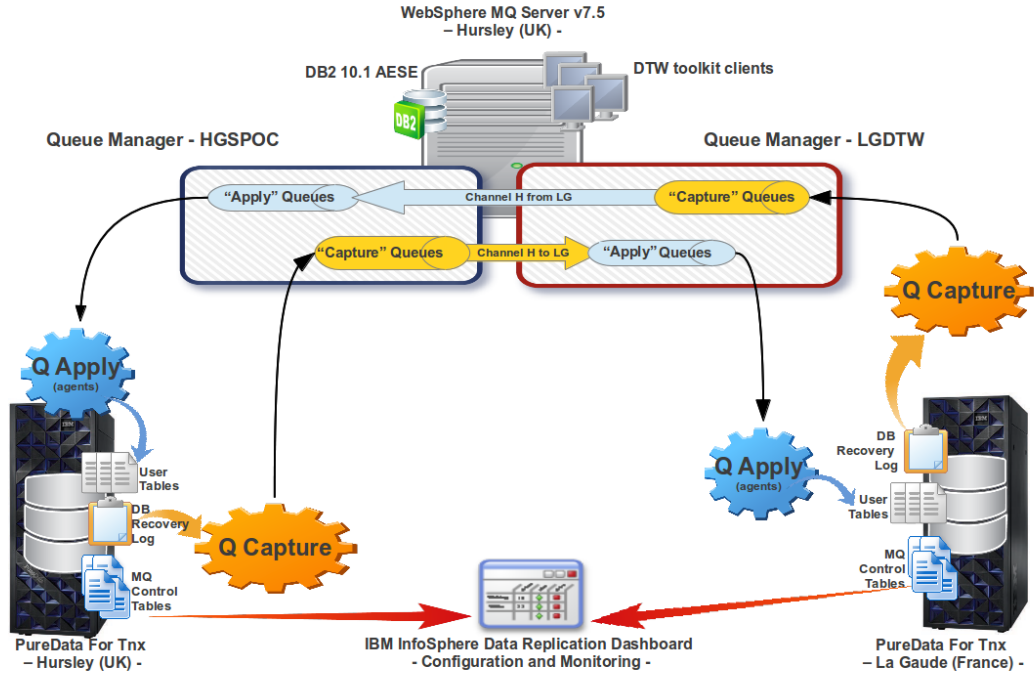 WebSphere MQ Server v7.5
– Hursley (UK) -
DB2 10.1 AESE
DTW toolkit clients
DB2
Queue Manager - HGSPOC
Queue Manager - LGDTW
“Apply” Queues
Channel H from LG
“Capture” Queues
“Capture” Queues
Channel H to LG
“Apply” Queues
Q Capture
Q Apply
(agents)
IBM
User
Tables
DB
Recovery
Log
Q Capture
MQ
Control
Tables
Q Apply
(agents)
IBM
DB
Recovery
Log
User
Tables
MQ
Control
Tables
PureData For Tnx
– Hursley (UK) -
IBM InfoSphere Data Replication Dashboard
- Configuration and Monitoring -
PureData For Tnx
– La Gaude (France) -